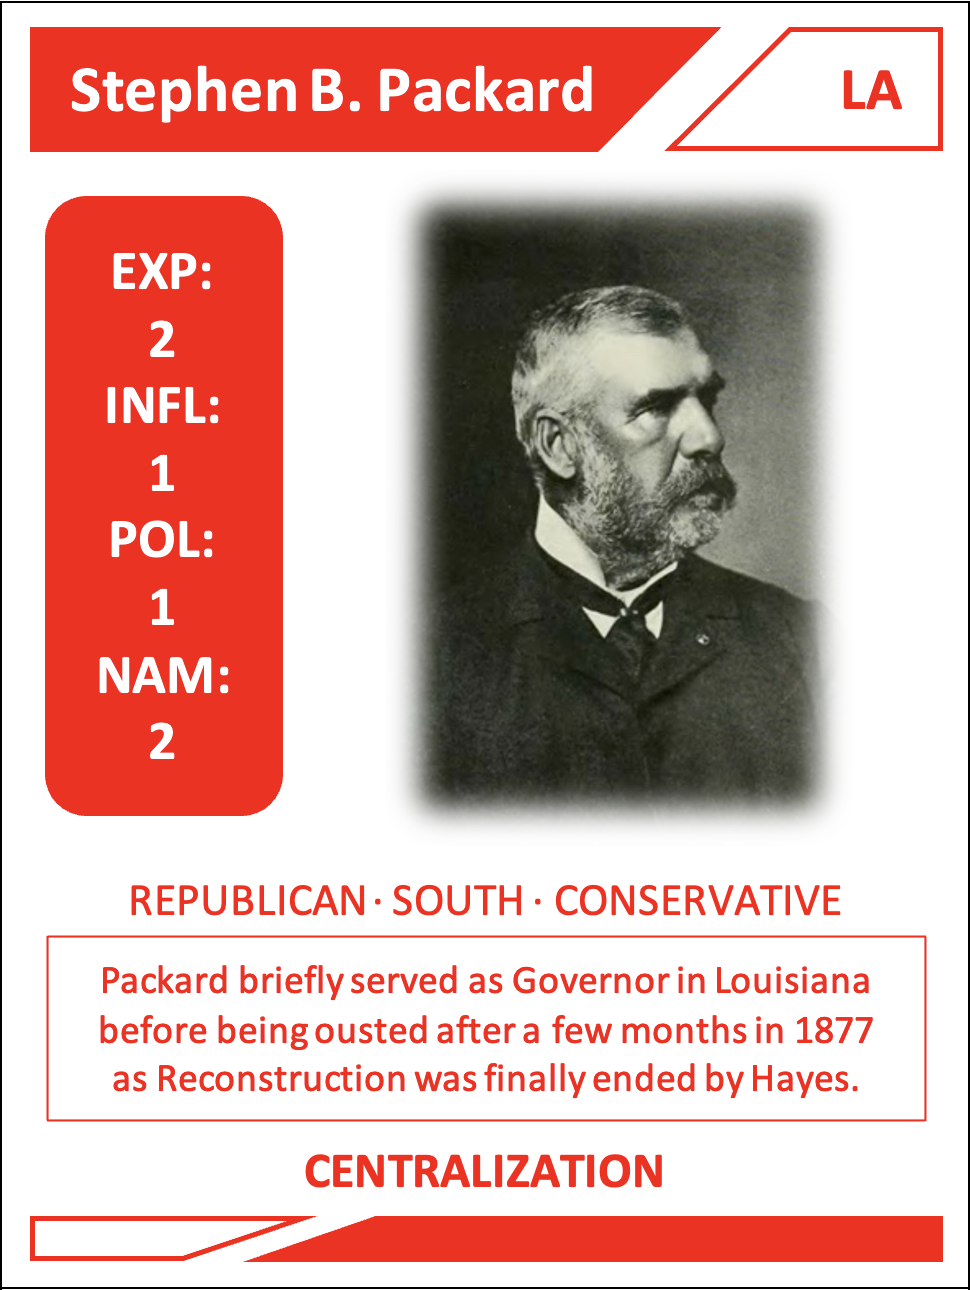 Stephen B. Packard
LA
EXP:
2
INFL:
1
POL:
1
NAM:
2
REPUBLICAN · SOUTH · CONSERVATIVE
Packard briefly served as Governor in Louisiana
before being ousted after a few months in 1877
as Reconstruction was finally ended by Hayes.
CENTRALIZATION